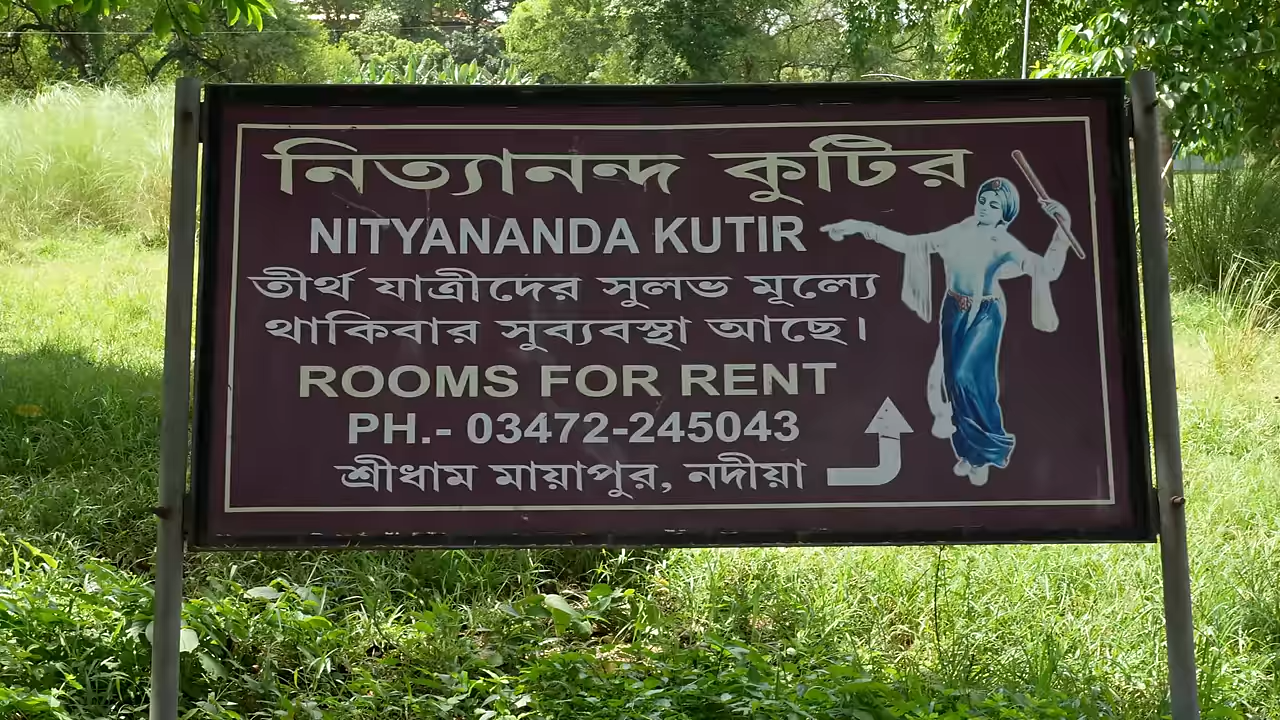 নিত্যানন্দ কুটির
NITYANANDA KUTIR
তীর্থ যাত্রীদের সুলভ মূল্যে
থাকিবার সুব্যবস্থা আছে।
ROOMS FOR RENT
PH.- 03472-245043
শ্রীধাম মায়াপুর, নদীয়া